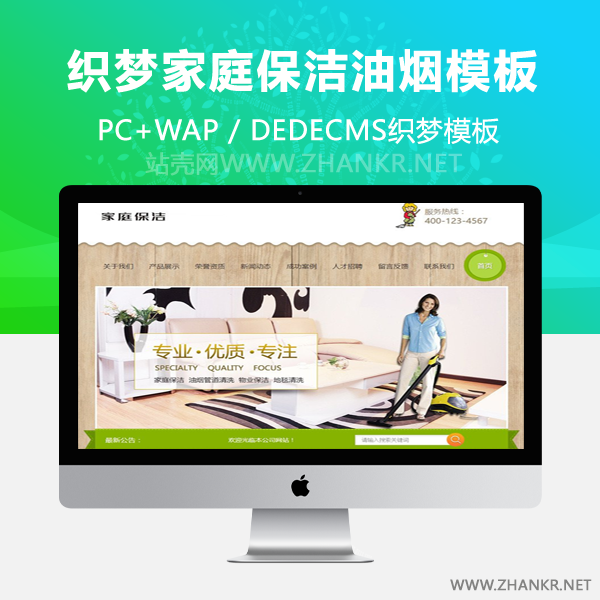 织梦家庭保洁油烟模板
PC+WAP / DEDECMS织梦模板
站壳网WWW.ZHANKR.NET
家庭保洁
服务热线：
400-123-4567
关于我们 产品展示 荣誉资质 新闻动态 成功案例 人才招聘 留言反馈 联系我们 首页
专业·优质·专注
SPECIALTY QUALITY FOCUS
家庭保洁 油烟管道清洗 物业保洁 地毯清洗
最新公告： 欢迎光临本公司网站！ 请输入搜索关键词
WWW.ZHANKR.NET